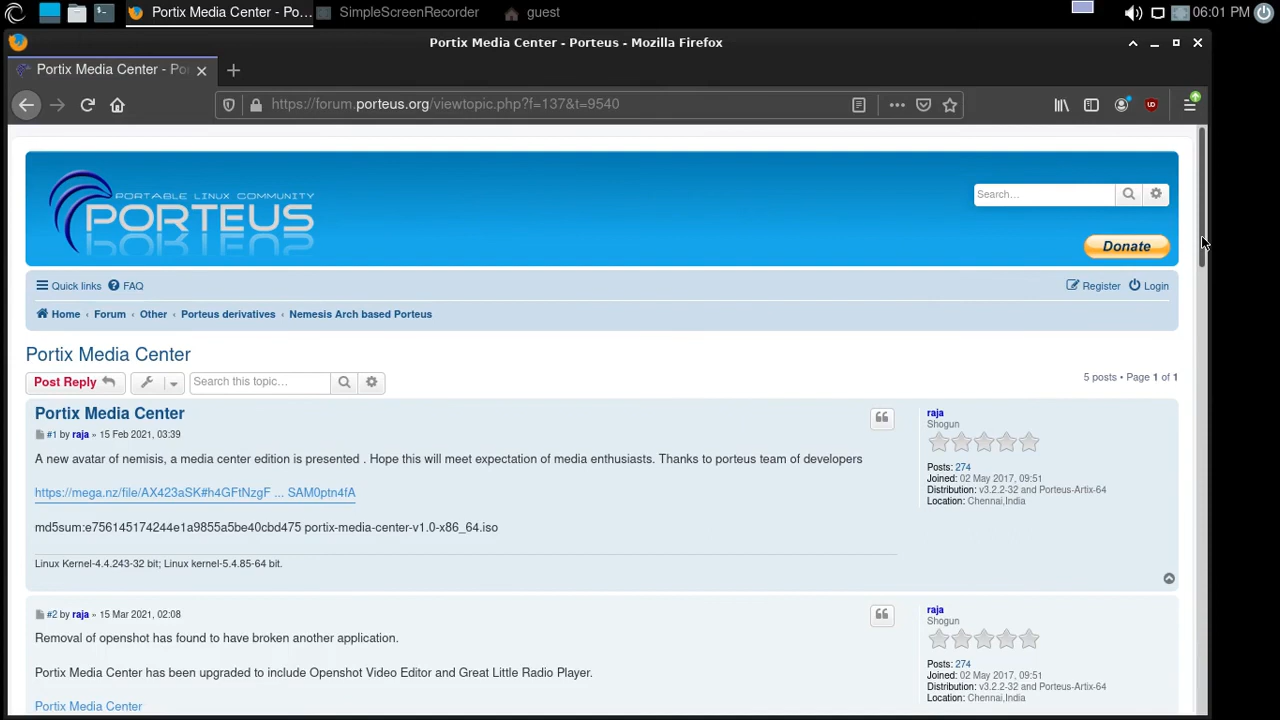 Portix Media Center - Po...
SimpleScreenRecorder
guest
06:01 PM
Portix Media Center - Porteus - Mozilla Firefox
Portix Media Center - Por
https://forum.porteus.org/viewtopic.php?f=137&t=9540
PORTABLE LINUX COMMUNITY
PORTEUS
Search…
Donate
Quick links
FAQ
Register
Login
Home ‹ Forum ‹ Other ‹ Porteus derivatives ‹ Nemesis Arch based Porteus
Portix Media Center
Post Reply
Search this topic…
5 posts • Page 1 of 1
Portix Media Center
#1 by raja » 15 Feb 2021, 03:39
A new avatar of nemisis, a media center edition is presented . Hope this will meet expectation of media enthusiasts. Thanks to porteus team of developers
https://mega.nz/file/AX423aSK#h4GFtNzgF ... SAM0ptn4fA
md5sum:e756145174244e1a9855a5be40cbd475 portix-media-center-v1.0-x86_64.iso
Linux Kernel-4.4.243-32 bit; Linux kernel-5.4.85-64 bit.
raja
Shogun
Posts: 274
Joined: 02 May 2017, 09:51
Distribution: v3.2.2-32 and Porteus-Artix-64
Location: Chennai,India
#2 by raja » 15 Mar 2021, 02:08
Removal of openshot has found to have broken another application.
Portix Media Center has been upgraded to include Openshot Video Editor and Great Little Radio Player.
Portix Media Center
raja
Shogun
Posts: 274
Joined: 02 May 2017, 09:51
Distribution: v3.2.2-32 and Porteus-Artix-64
Location: Chennai,India